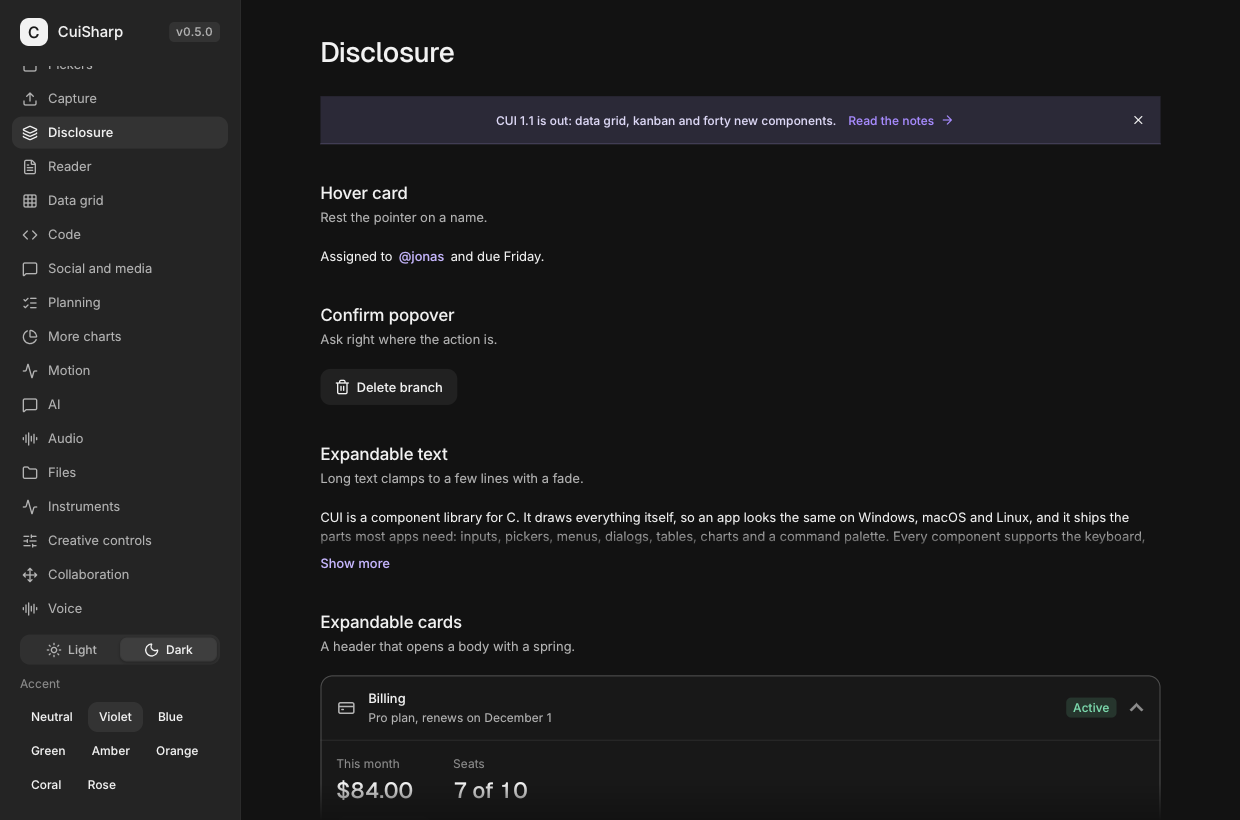 C CuiSharp v0.5.0
Pickers
Capture
Disclosure
Reader
Data grid
Code
Social and media
Planning
More charts
Motion
AI
Audio
Files
Instruments
Creative controls
Collaboration
Voice
Light Dark
Accent
Neutral Violet Blue
Green Amber Orange
Coral Rose
Disclosure
CUI 1.1 is out: data grid, kanban and forty new components. Read the notes
Hover card
Rest the pointer on a name.
Assigned to @jonas and due Friday.
Confirm popover
Ask right where the action is.
Delete branch
Expandable text
Long text clamps to a few lines with a fade.
CUI is a component library for C. It draws everything itself, so an app looks the same on Windows, macOS and Linux, and it ships the
parts most apps need: inputs, pickers, menus, dialogs, tables, charts and a command palette. Every component supports the keyboard,
Show more
Expandable cards
A header that opens a body with a spring.
Billing
Pro plan, renews on December 1
Active
This month Seats
$84.00 7 of 10